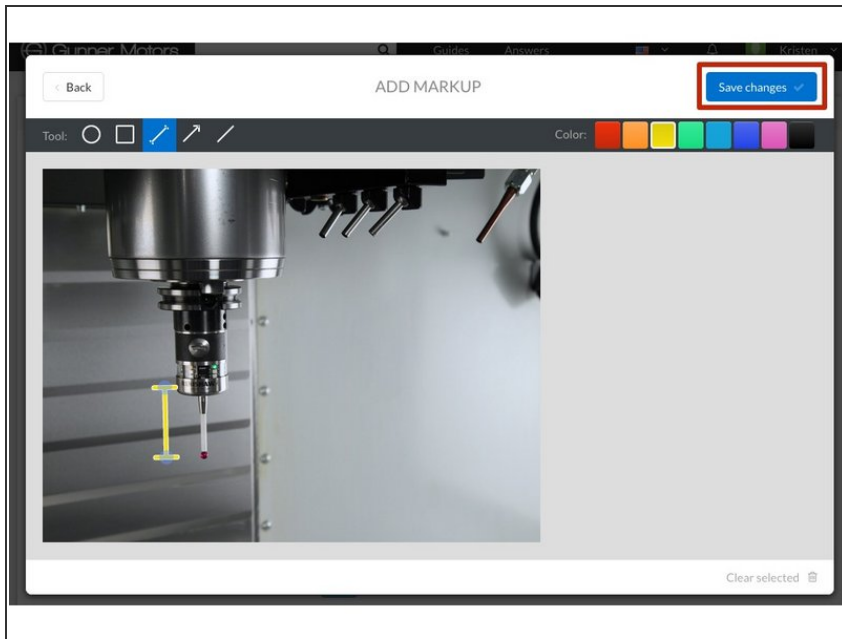 Gunner Motors Guides Answers Kristen
Back ADD MARKUP Save changes
Tool: Color:
Clear selected